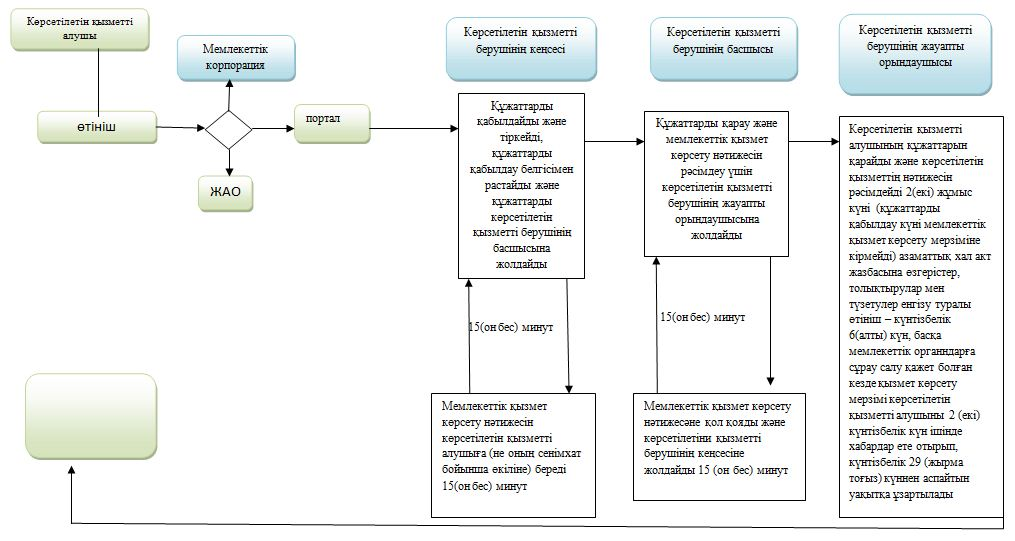 Көрсетілетін қызметті
алушы
Мемлекеттік
корпорация
Көрсетілетін қызметті
берушінің кеңсесі
Көрсетілетін қызметті
берушінің басшысы
Көрсетілетін қызметті
берушінің жауапты
орындаушысы
өтініш
портал
ЖАО
Құжаттарды
қабылдайды және
тіркейді,
құжаттарды
қабылдау белгісімен
растайды және
құжаттарды
көрсетілетін
қызметті берушінің
басшысына
жолдайды
Құжаттарды қарау және
мемлекеттік қызмет
көрсету нәтижесін
рәсімдеу үшін
көрсетілетін қызметті
берушінің жауапты
орындаушысына
жолдайды
Көрсетілетін қызметті
алушының құжаттарын
қарайды және көрсетілетін
қызметтің нәтижесін
рәсімдейді 2(екі) жұмыс
күні (құжаттарды
қабылдау күні мемлекеттік
қызмет көрсету мерзіміне
кірмейді) азаматтық хал акт
жазбасына өзгерістер,
толықтырулар мен
түзетулер енгізу туралы
өтініш – күнтізбелік
6(алты) күн, басқа
мемлекеттік органндарға
сұрау салу қажет болған
кезде қызмет көрсету
мерзімі көрсетілетін
қызметті алушыны 2 (екі)
күнтізбелік күн ішінде
хабардар ете отырып,
күнтізбелік 29 (жырма
тоғыз) күннен аспайтын
уақытқа ұзартылады
15(он бес) минут
15(он бес) минут
Мемлекеттік қызмет
көрсету нәтижесін
көрсетілетін қызметті
алушыға (не оның сенімхат
бойынша өкіліне) береді
15(он бес) минут
Мемлекеттік қызмет көрсету
нәтижесәне қол қояды және
көрсетілетіни қызметті
берушінің кеңсесіне
жолдайды 15 (он бес) минут